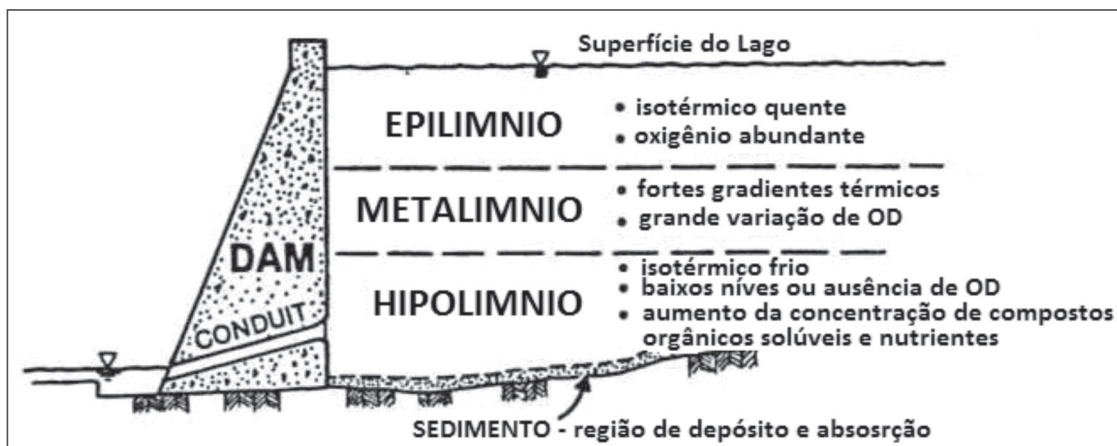 Superfície do Lago
EPILIMNIO
• isotérmico quente
• oxigênio abundante
METALIMNIO
• fortes gradientes térmicos
• grande variação de OD
DAM
HIPOLIMNIO
• isotérmico frio
• baixos níves ou ausência de OD
• aumento da concentração de compostos
orgânicos solúveis e nutrientes
CONDUIT
SEDIMENTO - região de depósito e absosrção